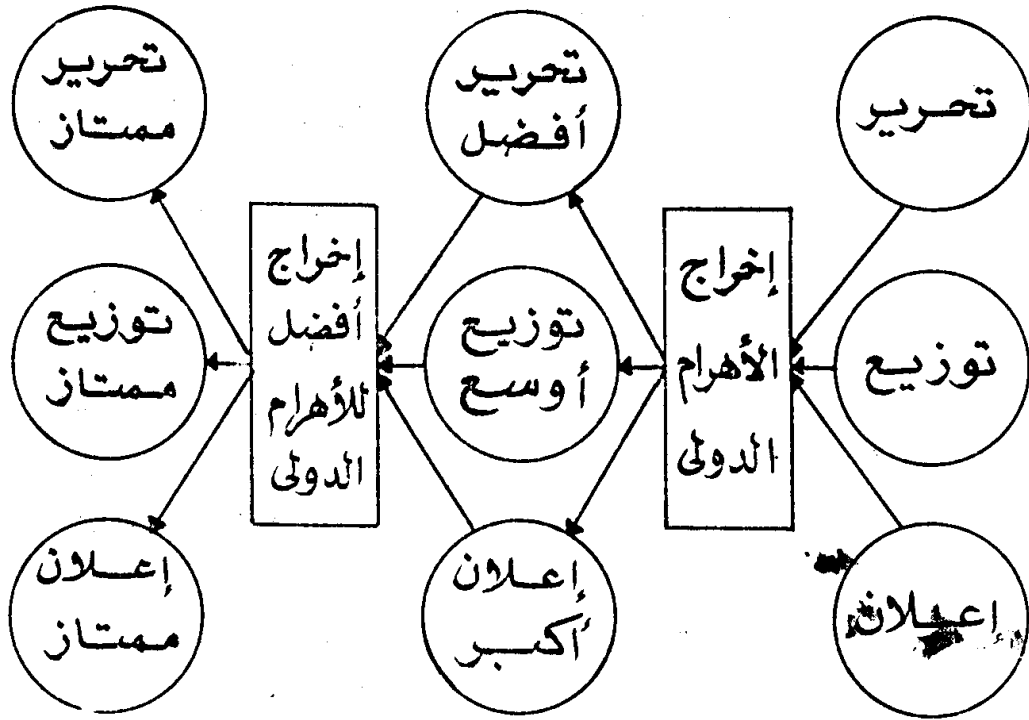 تحرير
توزيع
إعلان
إخراج
الأهرام
الدولى
تحرير
أفضل
توزيع
أوسع
إعلان
أكبر
إخراج
أفضل
للأهرام
الدولى
تحرير
ممتاز
توزيع
ممتاز
إعلان
ممتاز